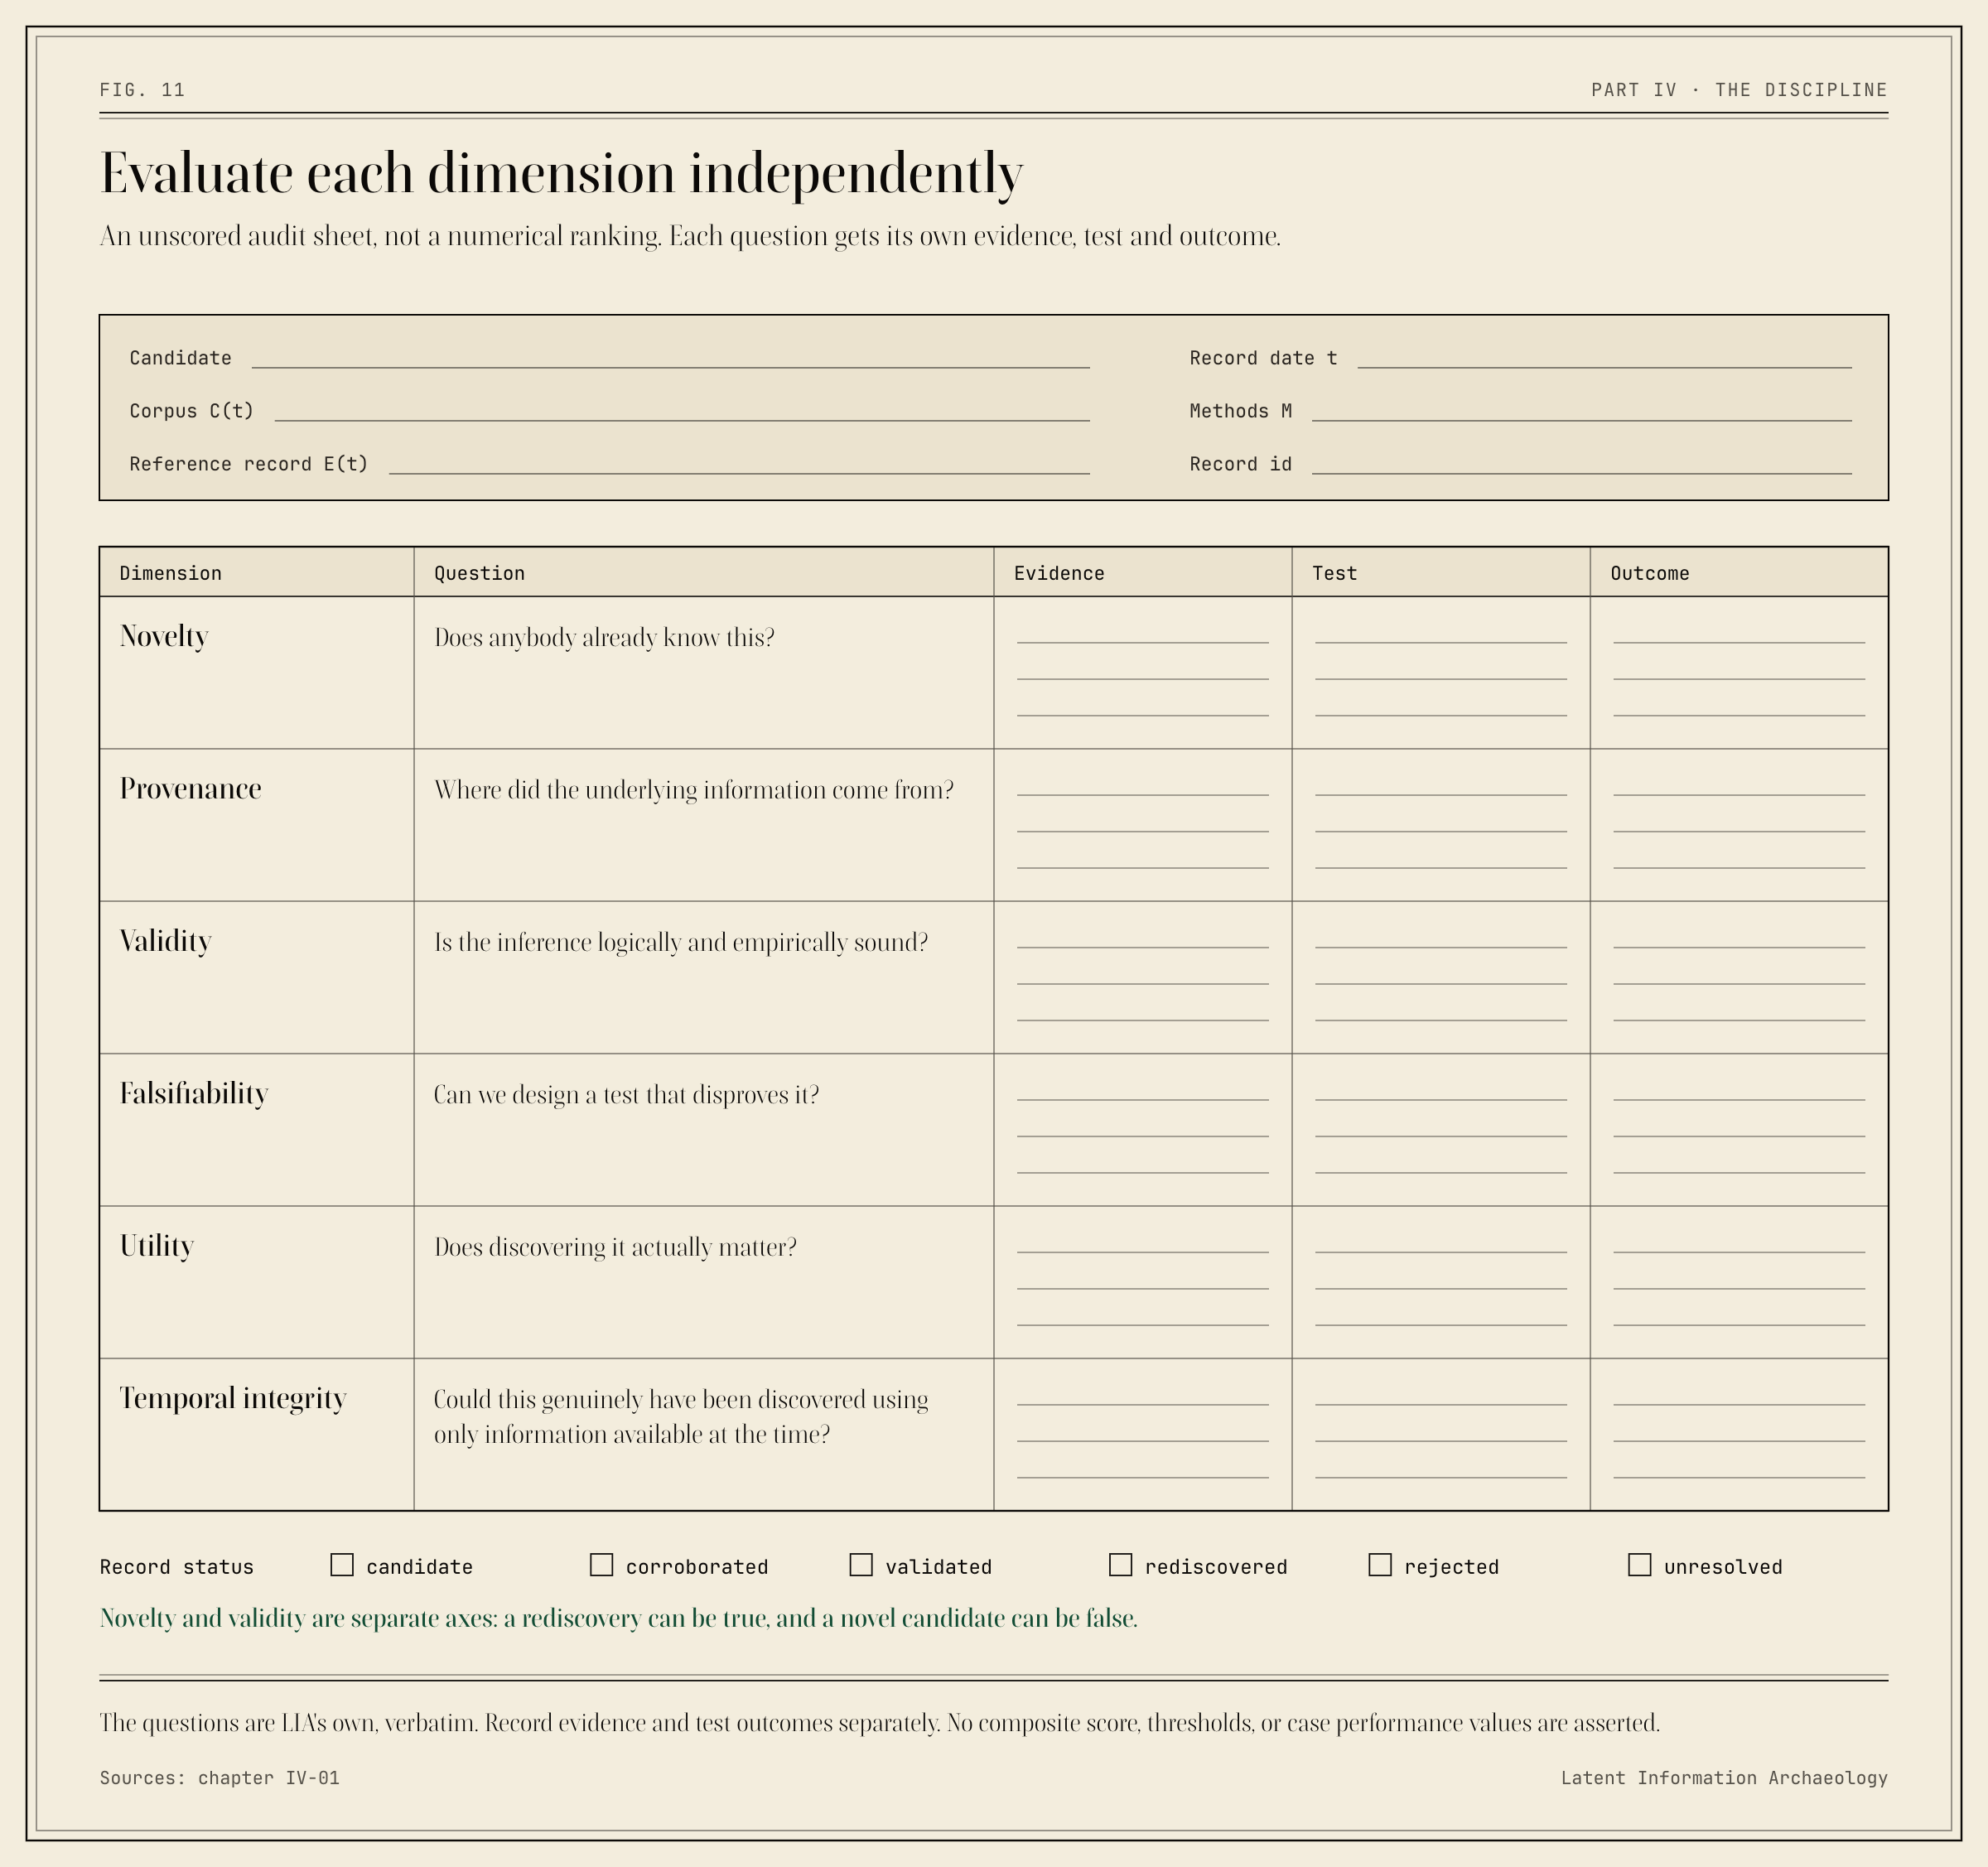 FIG. 11
PART IV · THE DISCIPLINE
Evaluate each dimension independently
An unscored audit sheet, not a numerical ranking. Each question gets its own evidence, test and outcome.
Candidate
Record date t
Corpus C(t)
Methods M
Reference record E(t)
Record id
Dimension Question Evidence Test Outcome
Novelty Does anybody already know this?
Provenance Where did the underlying information come from?
Validity Is the inference logically and empirically sound?
Falsifiability Can we design a test that disproves it?
Utility Does discovering it actually matter?
Temporal integrity Could this genuinely have been discovered using
only information available at the time?
Record status candidate corroborated validated rediscovered rejected unresolved
Novelty and validity are separate axes: a rediscovery can be true, and a novel candidate can be false.
The questions are LIA's own, verbatim. Record evidence and test outcomes separately. No composite score, thresholds, or case performance values are asserted.
Sources: chapter IV-01
Latent Information Archaeology